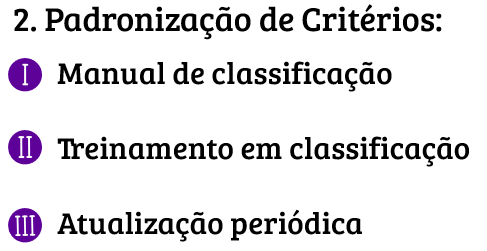 2. Padronização de Critérios:
I Manual de classificação
II Treinamento em classificação
III Atualização periódica